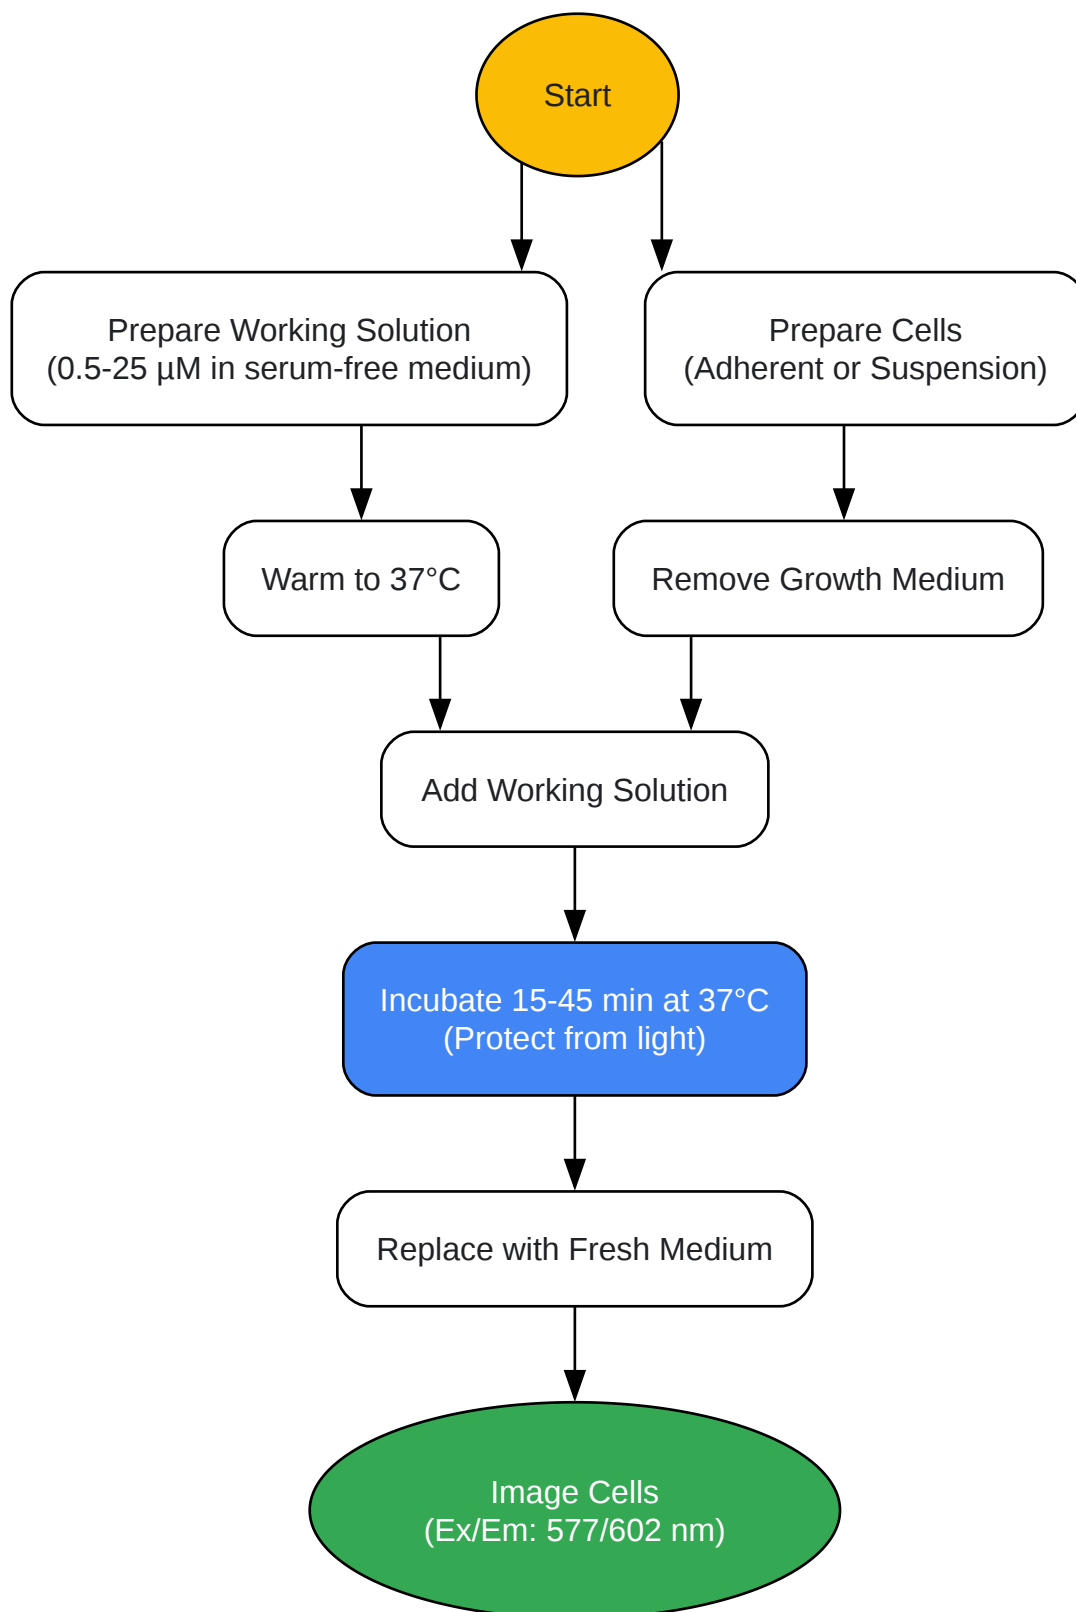 Start
Prepare Working Solution
(0.5-25 µM in serum-free medium)
Prepare Cells
(Adherent or Suspension)
Warm to 37°C
Remove Growth Medium
Add Working Solution
Incubate 15-45 min at 37°C
(Protect from light)
Replace with Fresh Medium
Image Cells
(Ex/Em: 577/602 nm)